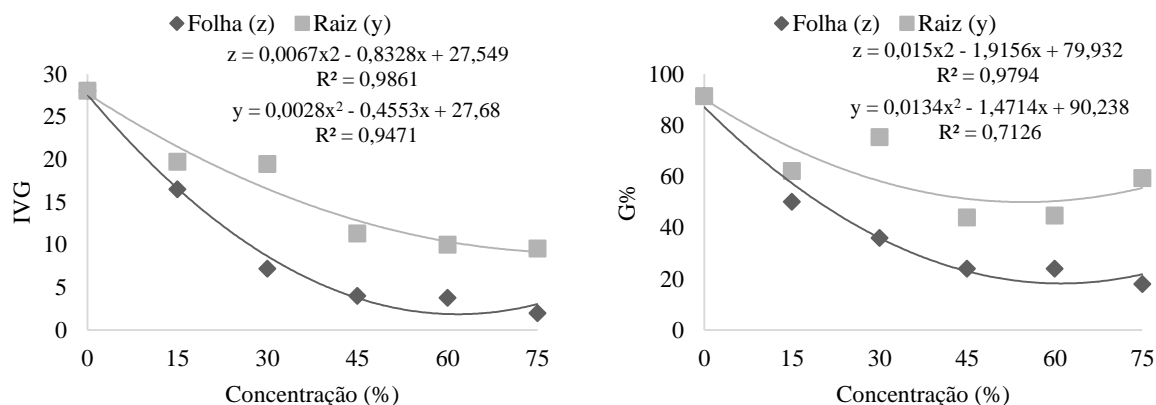 ◆ Folha (z) ■ Raiz (y)
z = 0,0067x2 - 0,8328x + 27,549
R² = 0,9861
y = 0,0028x² - 0,4553x + 27,68
R² = 0,9471
30
25
20
15
10
5
0
IVG
0 15 30 45 60 75
Concentração (%)
◆ Folha (z) ■ Raiz (y)
z = 0,015x2 - 1,9156x + 79,932
R² = 0,9794
y = 0,0134x² - 1,4714x + 90,238
R² = 0,7126
100
80
60
40
20
0
G%
0 15 30 45 60 75
Concentração (%)